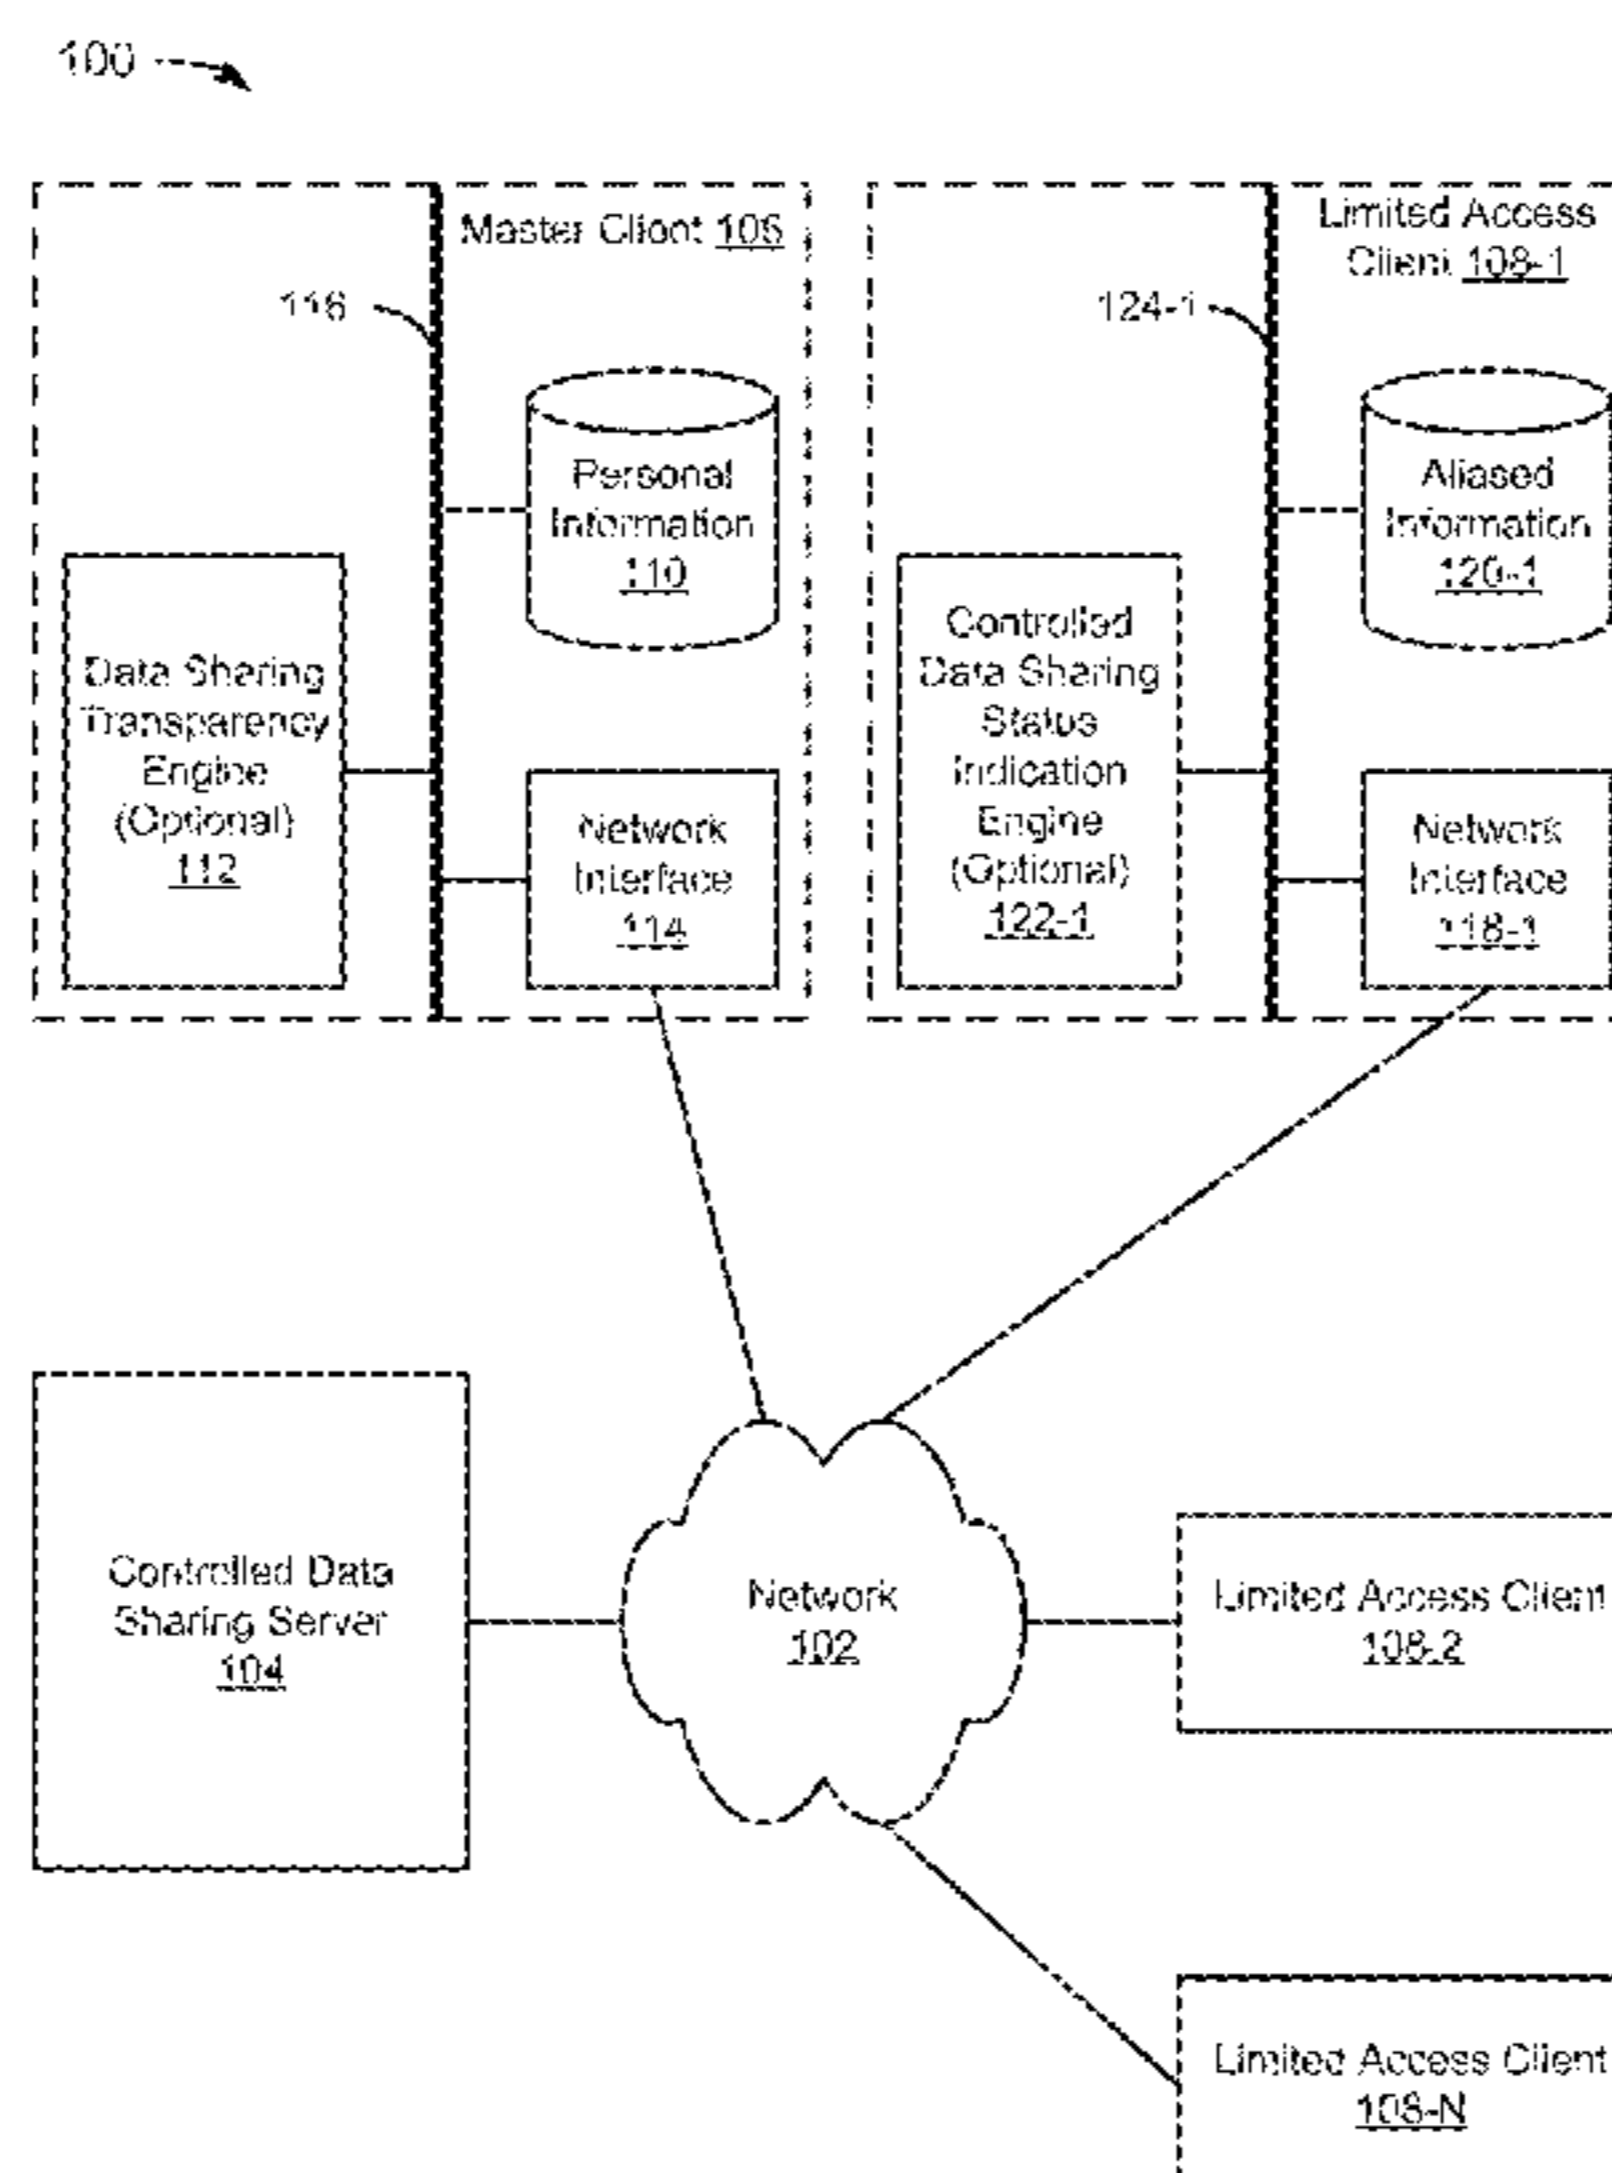 100
Master Client 106
116
Personal
Information
110
Data Sharing
Transparency
Engine
(Optional)
112
Network
Interface
114
Limited Access
Client 108-1
124-1
Aliased
Information
120-1
Controlled
Data Sharing
Status
Indication
Engine
(Optional)
122-1
Network
Interface
118-1
Controlled Data
Sharing Server
104
Network
102
Limited Access Client
108-2
Limited Access Client
108-N